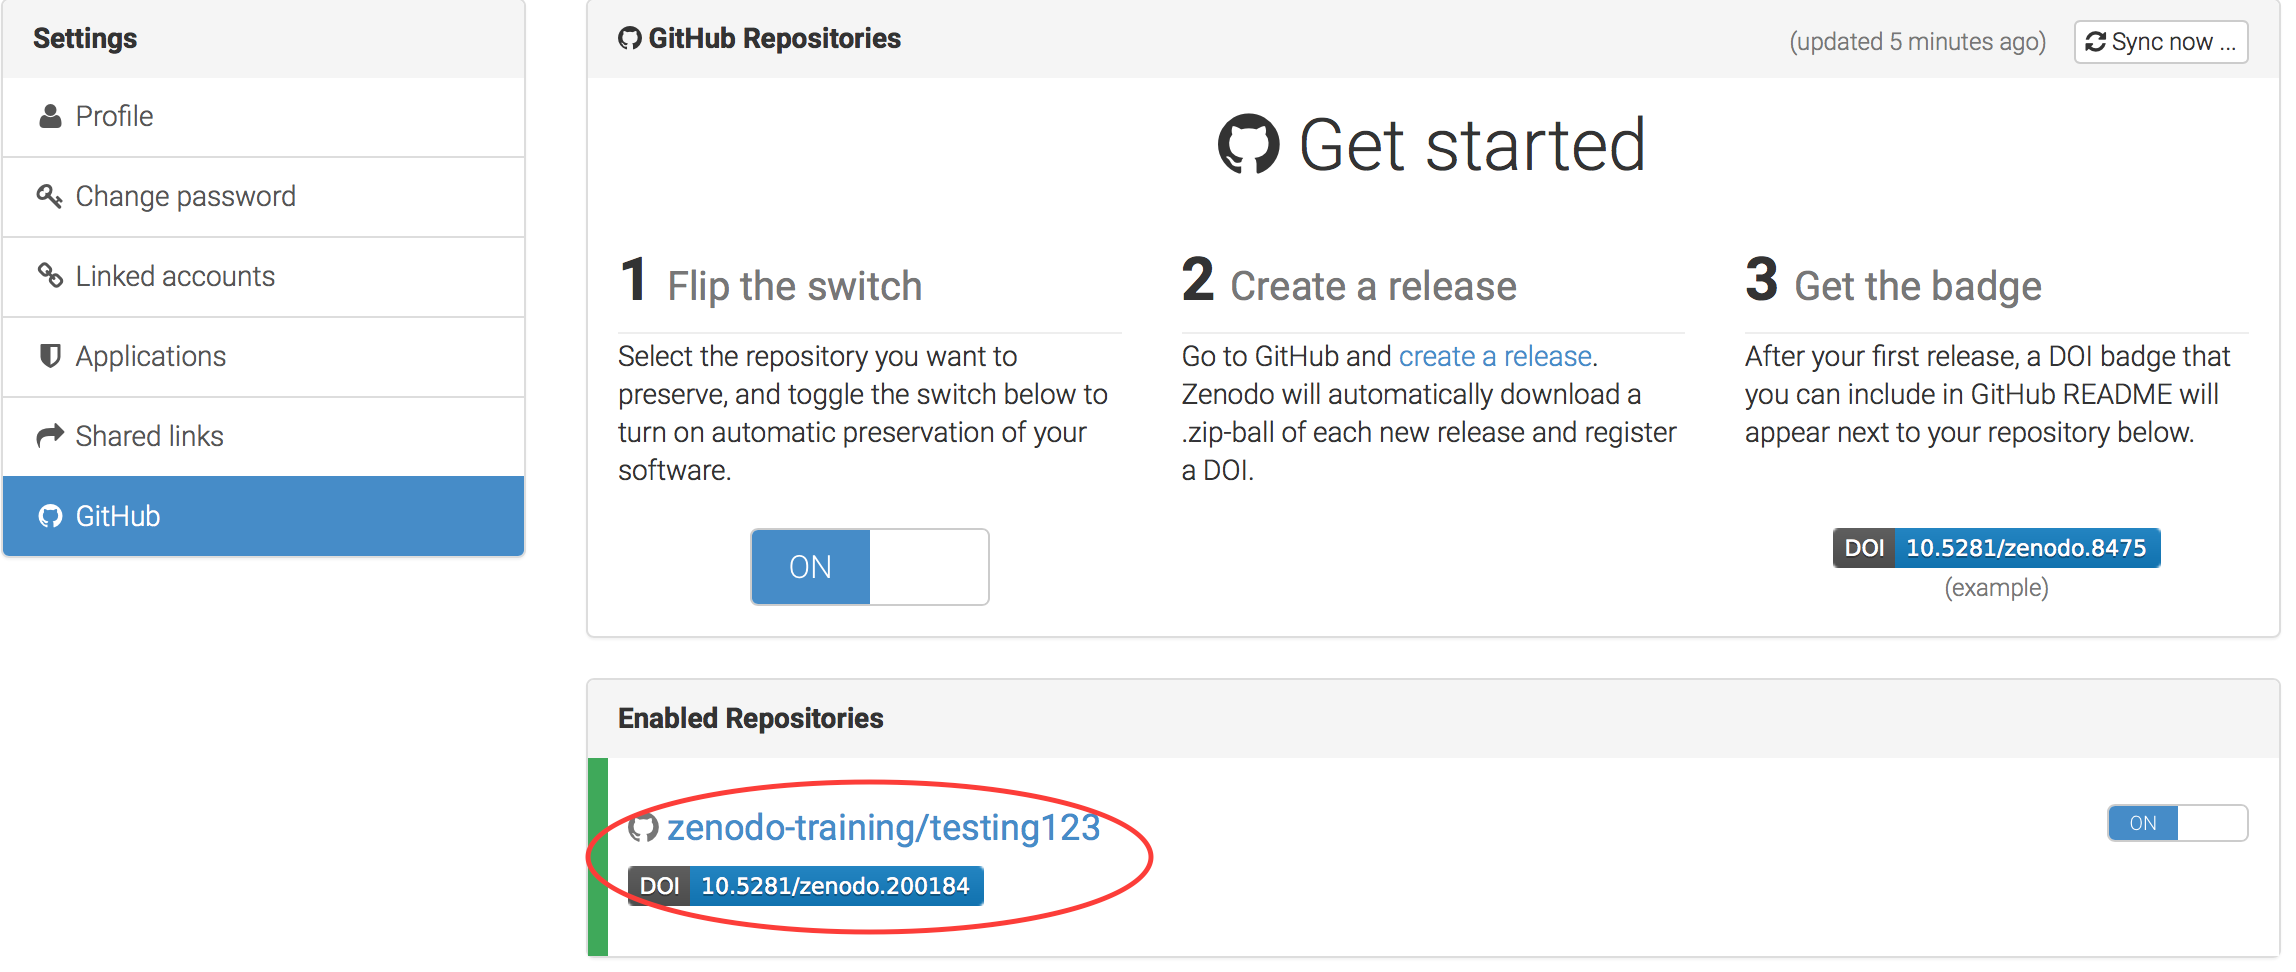 Settings
Profile
Change password
Linked accounts
Applications
Shared links
GitHub
GitHub Repositories
(updated 5 minutes ago)
Sync now ...
Get started
1 Flip the switch
Select the repository you want to
preserve, and toggle the switch below to
turn on automatic preservation of your
software.
ON
2 Create a release
Go to GitHub and create a release.
Zenodo will automatically download a
.zip-ball of each new release and register
a DOI.
3 Get the badge
After your first release, a DOI badge that
you can include in GitHub README will
appear next to your repository below.
DOI 10.5281/zenodo.8475
(example)
Enabled Repositories
zenodo-training/testing123
ON
DOI 10.5281/zenodo.200184